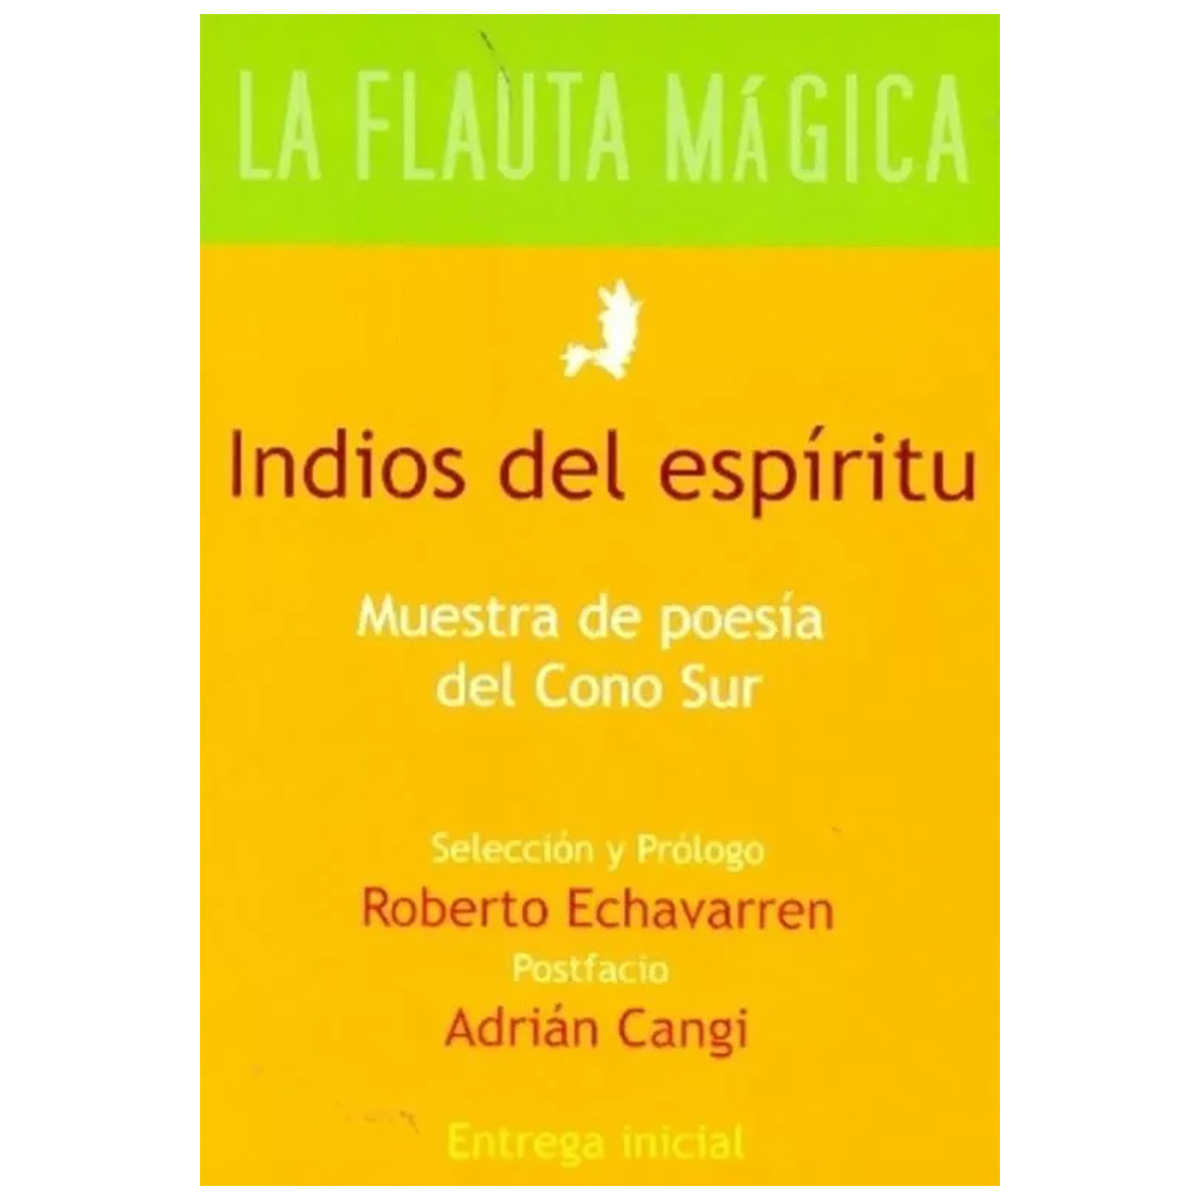 LA FLAUTA MáGICA
Indios del espíritu
Muestra de poesía
del Cono Sur
Selección y Prólogo
Roberto Echavarren
Postfacio
Adrián Cangi
Entrega inicial